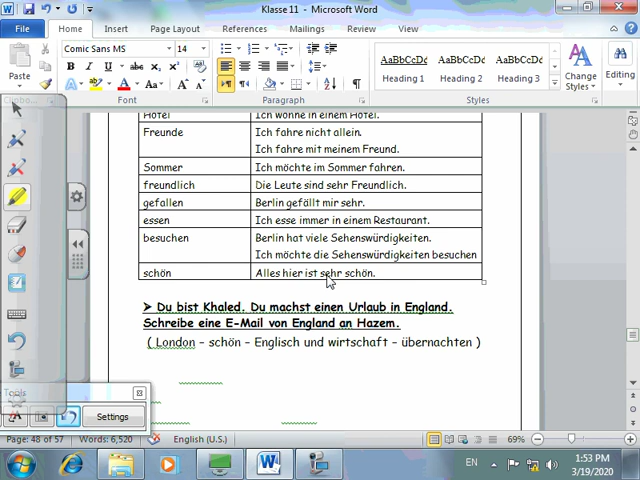 Klasse 11 - Microsoft Word
File Home Insert Page Layout References Mailings Review View
Comic Sans MS 14
Paste
B I U abc x₂ x²
AaBbCcDc AaBbCcDc AaBbCcDc
Heading 1 Heading 2 Heading 3
Change Styles
Editing
Font Paragraph Styles
Hotel Ich wohne in einem Hotel.
Freunde Ich fahre nicht allein.
Ich fahre mit meinem Freund.
Sommer Ich möchte im Sommer fahren.
freundlich Die Leute sind sehr Freundlich.
gefallen Berlin gefällt mir sehr.
essen Ich esse immer in einem Restaurant.
besuchen Berlin hat viele Sehenswürdigkeiten.
Ich möchte die Sehenswürdigkeiten besuchen
schön Alles hier ist sehr schön.
➢ Du bist Khaled. Du machst einen Urlaub in England.
Schreibe eine E-Mail von England an Hazem.
( London – schön – Englisch und wirtschaft – übernachten )
Tools
Settings
Page: 48 of 57 Words: 6,520 English (U.S.) 69%
EN 1:53 PM
3/19/2020